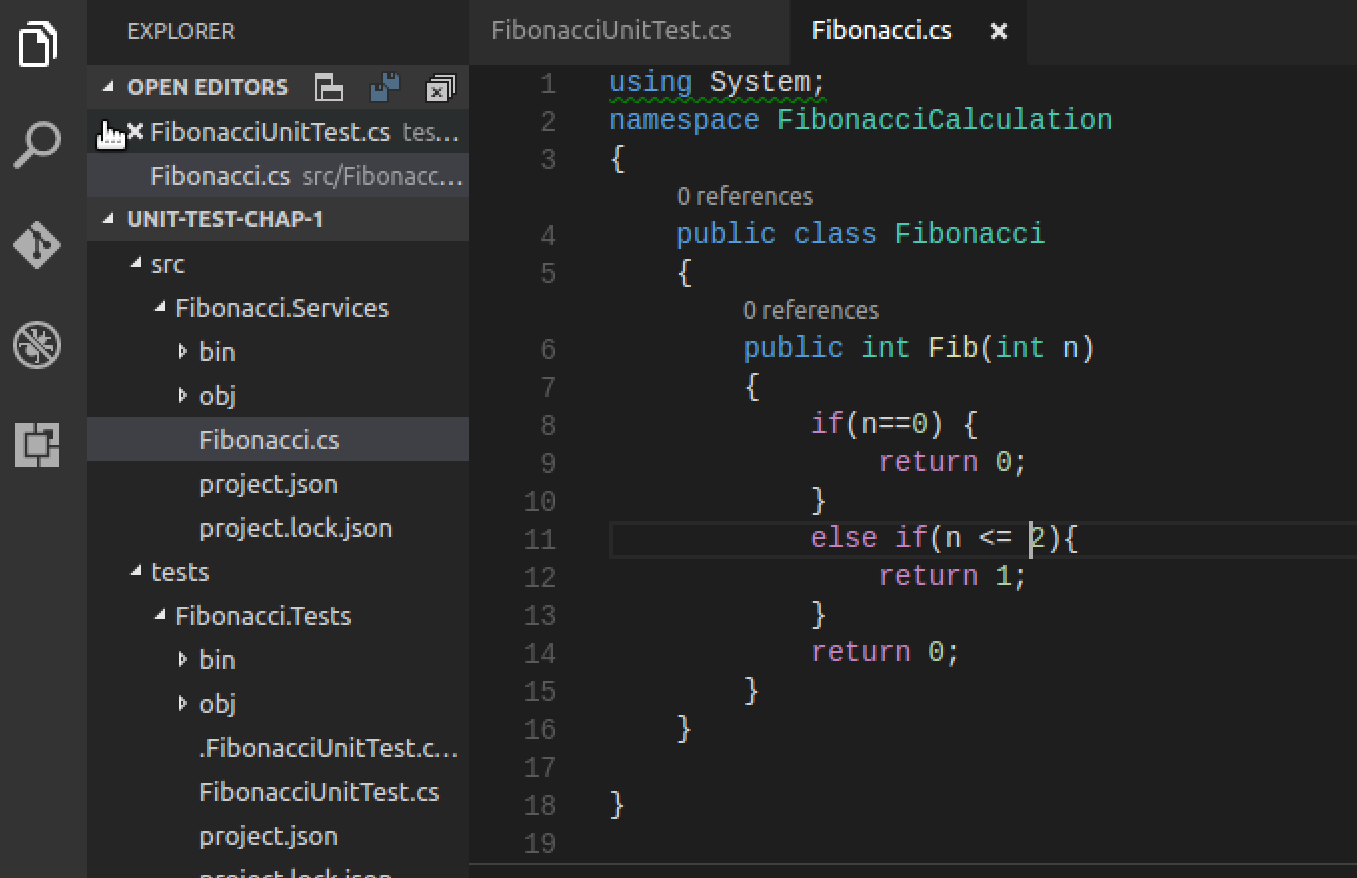 EXPLORER
OPEN EDITORS
FibonacciUnitTest.cs tes...
Fibonacci.cs src/Fibonacc...
UNIT-TEST-CHAP-1
src
Fibonacci.Services
bin
obj
Fibonacci.cs
project.json
project.lock.json
tests
Fibonacci.Tests
bin
obj
.FibonacciUnitTest.c...
FibonacciUnitTest.cs
project.json
project.lock.json
FibonacciUnitTest.cs Fibonacci.cs
1 using System;
2 namespace FibonacciCalculation
3 {
0 references
4 public class Fibonacci
5 {
0 references
6 public int Fib(int n)
7 {
8 if(n==0) {
9 return 0;
10 }
11 else if(n <= 2){
12 return 1;
13 }
14 return 0;
15 }
16 }
17
18 }
19